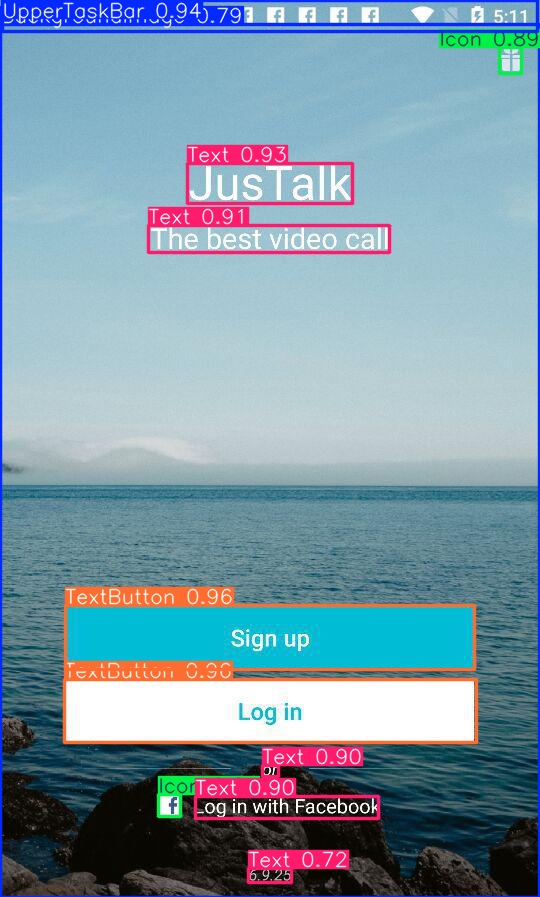 UpperTaskBar 0.94
0.79
5:11
Icon 0.89
Text 0.93
JusTalk
Text 0.91
The best video call
TextButton 0.96
Sign up
TextButton 0.96
Log in
Text 0.90
or
Icon
Text 0.90
Log in with Facebook
Text 0.72
6.9.25